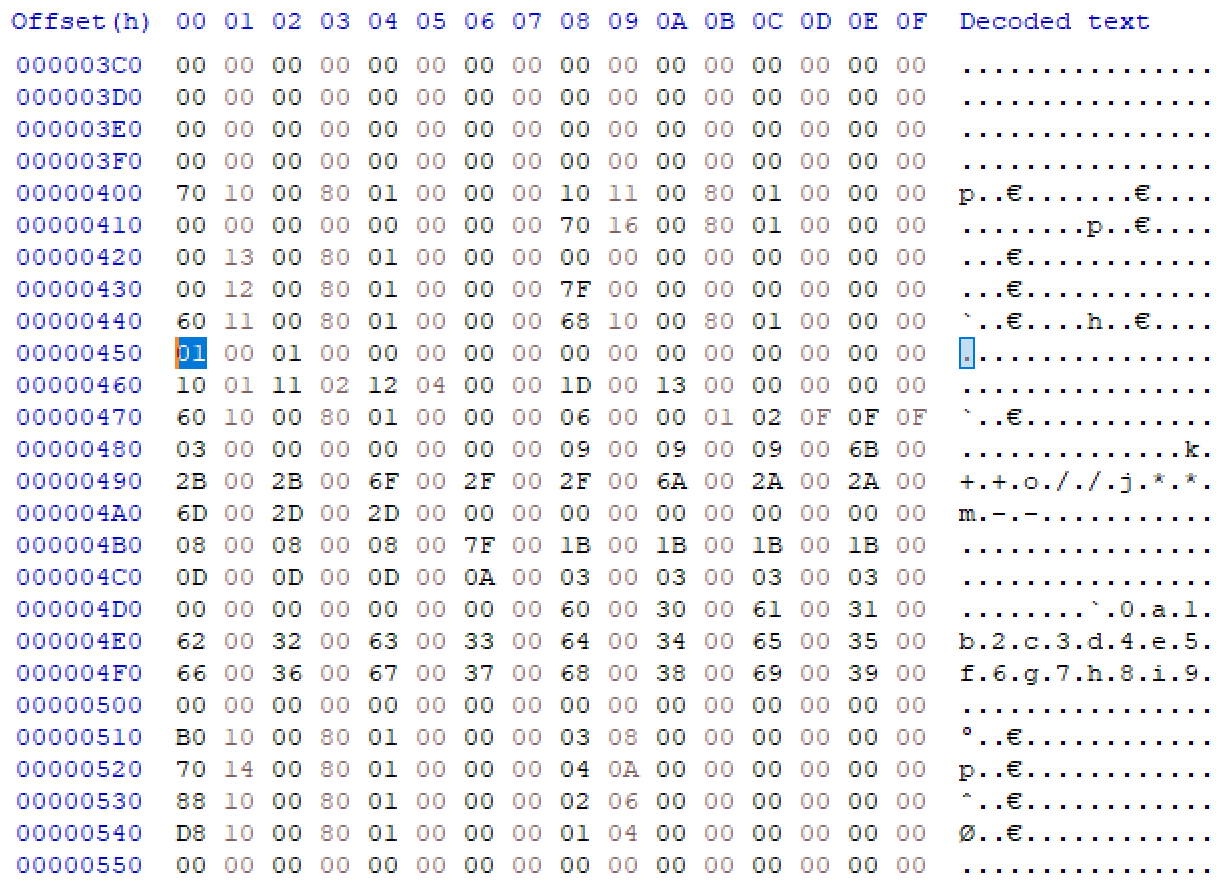 Offset(h) 00 01 02 03 04 05 06 07 08 09 0A 0B 0C 0D 0E 0F Decoded text
000003C0 00 00 00 00 00 00 00 00 00 00 00 00 00 00 00 00 ................
000003D0 00 00 00 00 00 00 00 00 00 00 00 00 00 00 00 00 ................
000003E0 00 00 00 00 00 00 00 00 00 00 00 00 00 00 00 00 ................
000003F0 00 00 00 00 00 00 00 00 00 00 00 00 00 00 00 00 ................
00000400 70 10 00 80 01 00 00 00 10 11 00 80 01 00 00 00 p..€.......€....
00000410 00 00 00 00 00 00 00 00 70 16 00 80 01 00 00 00 ........p..€....
00000420 00 13 00 80 01 00 00 00 00 00 00 00 00 00 00 00 ...€............
00000430 00 12 00 80 01 00 00 00 7F 00 00 00 00 00 00 00 ...€............
00000440 60 11 00 80 01 00 00 00 68 10 00 80 01 00 00 00 `..€....h..€....
00000450 01 00 01 00 00 00 00 00 00 00 00 00 00 00 00 00 ................
00000460 10 01 11 02 12 04 00 00 1D 00 13 00 00 00 00 00 ................
00000470 60 10 00 80 01 00 00 00 06 00 00 01 02 0F 0F 0F `..€............
00000480 03 00 00 00 00 00 00 00 09 00 09 00 09 00 6B 00 ..............k.
00000490 2B 00 2B 00 6F 00 2F 00 2F 00 6A 00 2A 00 2A 00 +.+.o././.j.*.*.
000004A0 6D 00 2D 00 2D 00 00 00 00 00 00 00 00 00 00 00 m.-.-...........
000004B0 08 00 08 00 08 00 7F 00 1B 00 1B 00 1B 00 1B 00 ................
000004C0 0D 00 0D 00 0D 00 0A 00 03 00 03 00 03 00 03 00 ................
000004D0 00 00 00 00 00 00 00 00 60 00 30 00 61 00 31 00 ........`.0.a.1.
000004E0 62 00 32 00 63 00 33 00 64 00 34 00 65 00 35 00 b.2.c.3.d.4.e.5.
000004F0 66 00 36 00 67 00 37 00 68 00 38 00 69 00 39 00 f.6.g.7.h.8.i.9.
00000500 00 00 00 00 00 00 00 00 00 00 00 00 00 00 00 00 ................
00000510 B0 10 00 80 01 00 00 00 03 08 00 00 00 00 00 00 °..€............
00000520 70 14 00 80 01 00 00 00 04 0A 00 00 00 00 00 00 p..€............
00000530 88 10 00 80 01 00 00 00 02 06 00 00 00 00 00 00 ˆ..€............
00000540 D8 10 00 80 01 00 00 00 01 04 00 00 00 00 00 00 Ø..€............
00000550 00 00 00 00 00 00 00 00 00 00 00 00 00 00 00 00 ................